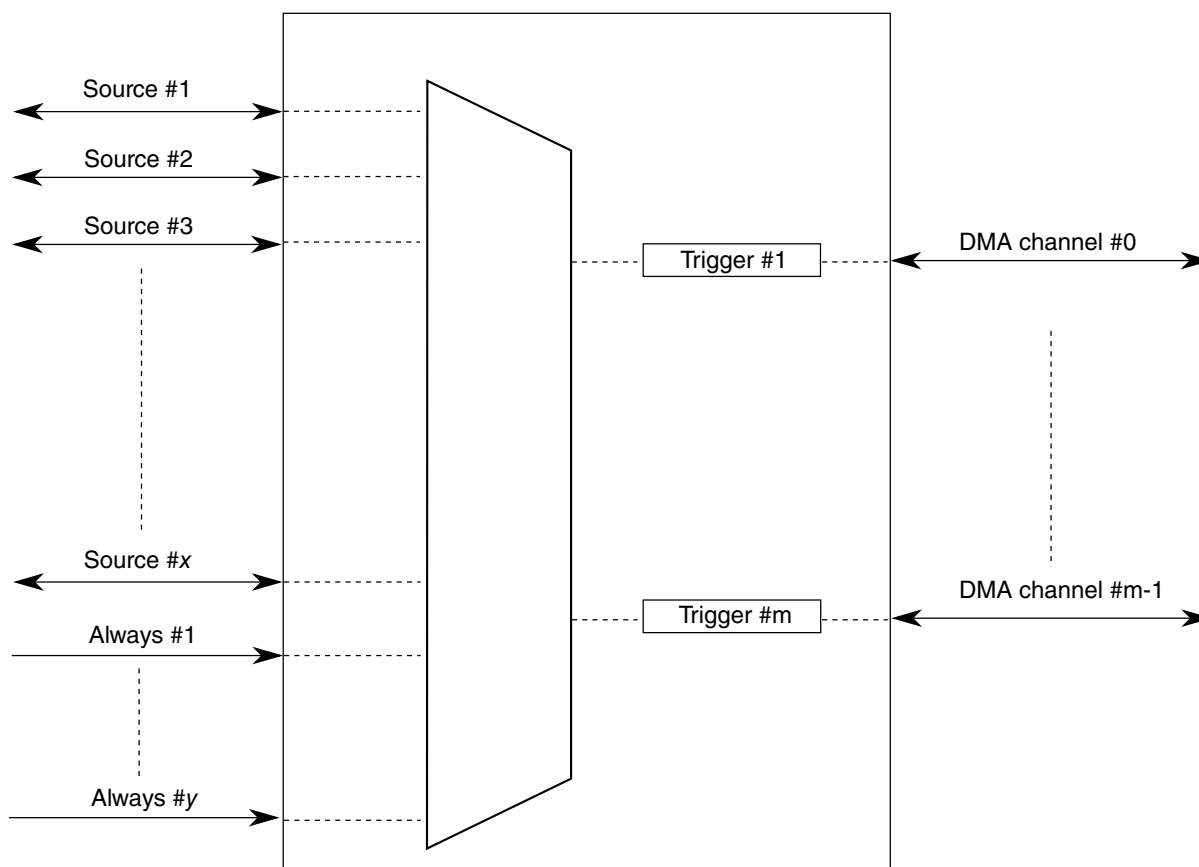 Source #1
Source #2
Source #3
Trigger #1
DMA channel #0
Source #x
Always #1
Trigger #m
DMA channel #m-1
Always #y